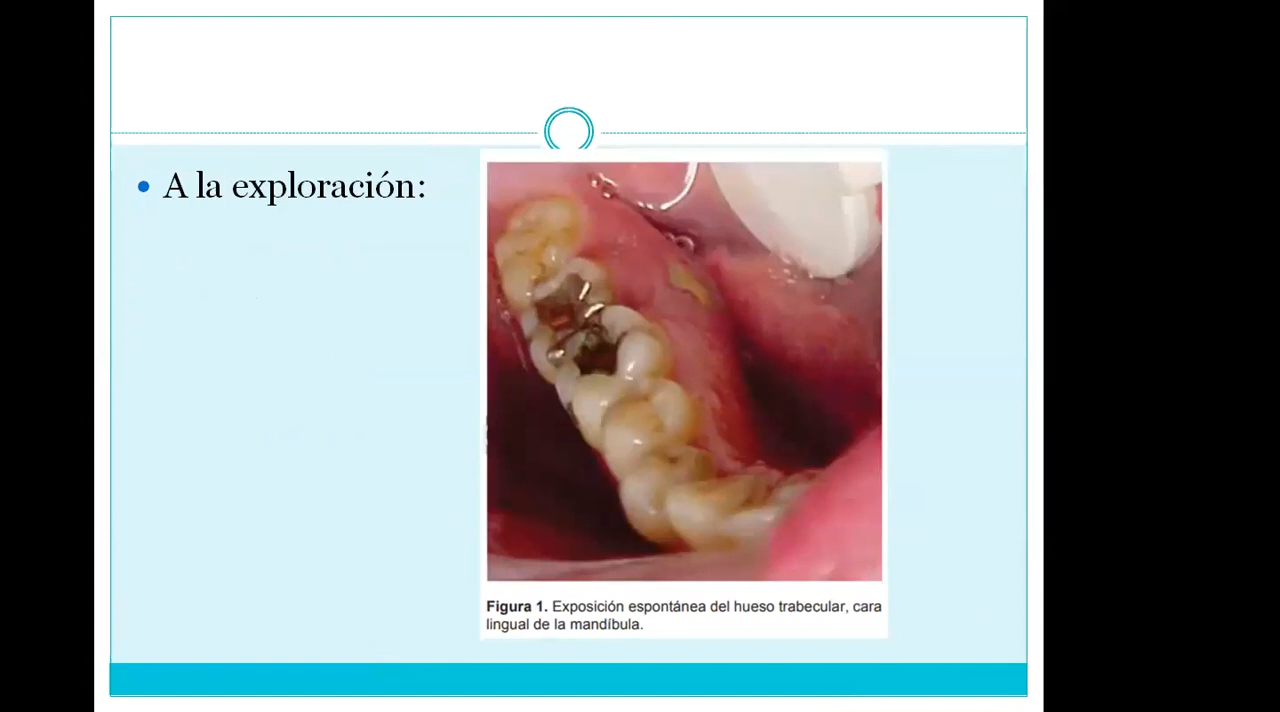 • A la exploración:
Figura 1. Exposición espontánea del hueso trabecular, cara
lingual de la mandíbula.